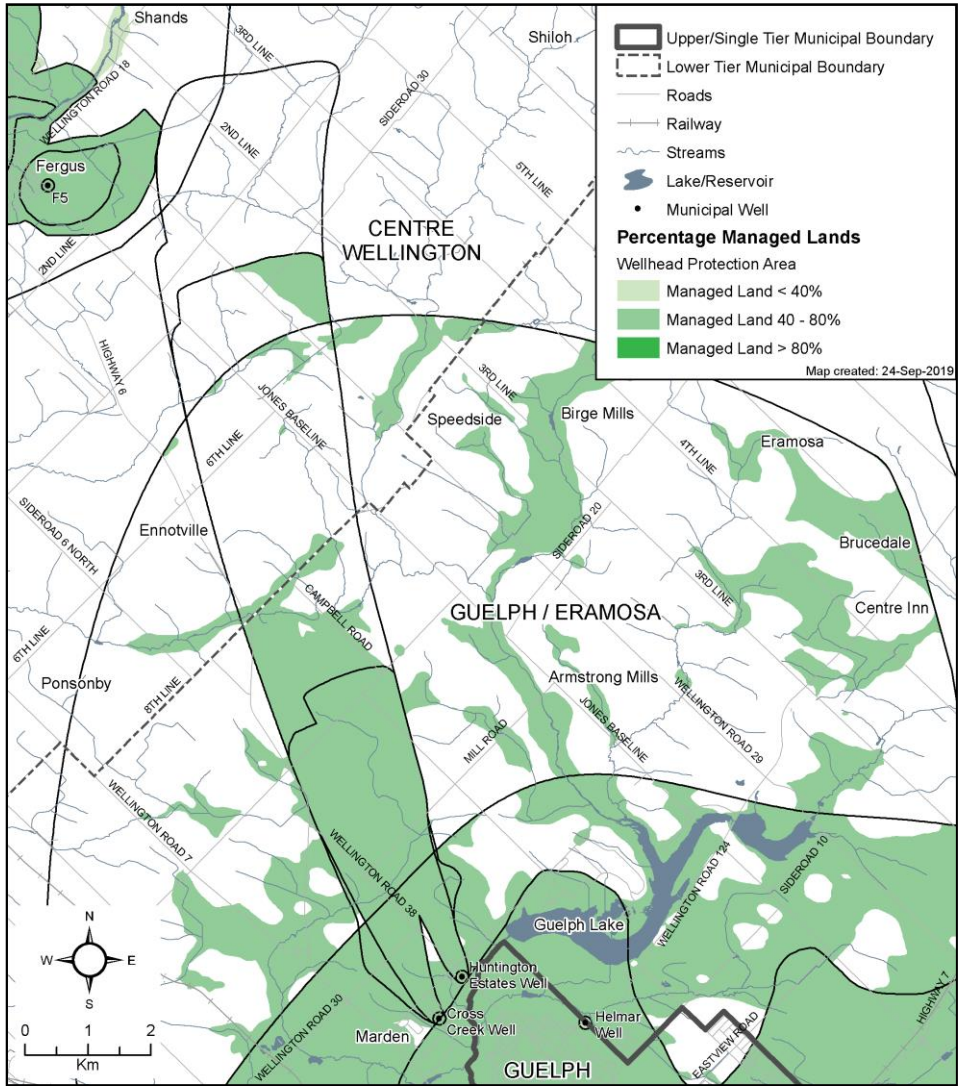 Shands
3RD LINE
Shiloh
WELLINGTON ROAD 18
SIDEROAD 30
2ND LINE
Fergus
F5
5TH LINE
2ND LINE
CENTRE
WELLINGTON
Upper/Single Tier Municipal Boundary
Lower Tier Municipal Boundary
Roads
Railway
Streams
Lake/Reservoir
Municipal Well
Percentage Managed Lands
Wellhead Protection Area
Managed Land < 40%
Managed Land 40 - 80%
Managed Land > 80%
Map created: 24-Sep-2019
HIGHWAY 6
JONES BASELINE
3RD LINE
Speedside
Birge Mills
6TH LINE
4TH LINE
Eramosa
SIDEROAD 6 NORTH
Ennotville
SIDEROAD 20
Brucedale
3RD LINE
Centre Inn
CAMPBELL ROAD
GUELPH / ERAMOSA
6TH LINE
Ponsonby
8TH LINE
Armstrong Mills
WELLINGTON ROAD 29
JONES BASELINE
MILL ROAD
WELLINGTON ROAD 7
WELLINGTON ROAD 38
WELLINGTON ROAD 124
SIDEROAD 10
Guelph Lake
N
W
E
S
Huntington
Estates Well
HIGHWAY 7
WELLINGTON ROAD 30
Cross
Creek Well
Marden
Helmar
Well
EASTVIEW ROAD
0 1 2
Km
GUELPH